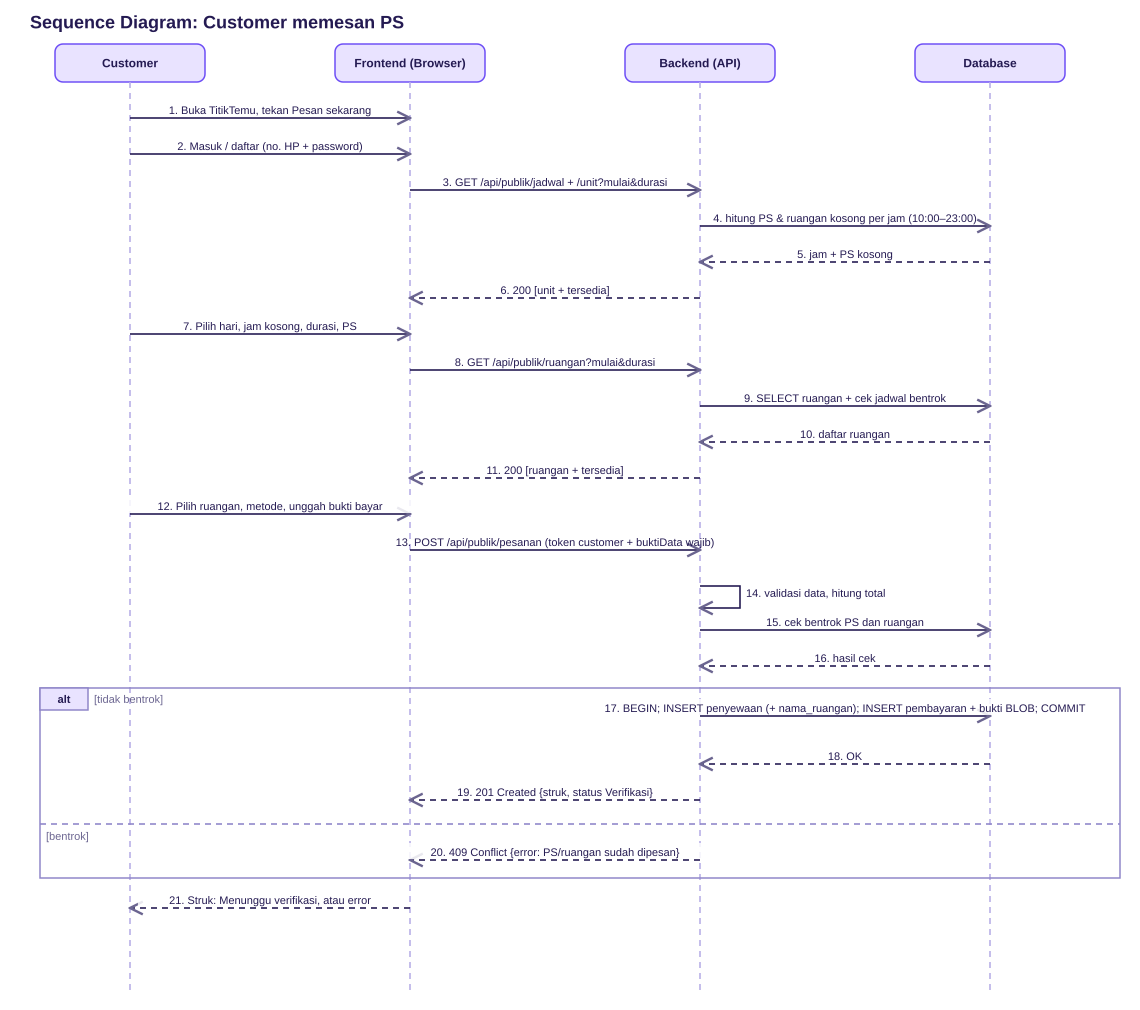 Sequence Diagram: Customer memesan PS
Customer
Frontend (Browser)
Backend (API)
Database
1. Buka TitikTemu, tekan Pesan sekarang
2. Masuk / daftar (no. HP + password)
3. GET /api/publik/jadwal + /unit?mulai&durasi
4. hitung PS & ruangan kosong per jam (10:00–23:00)
5. jam + PS kosong
6. 200 [unit + tersedia]
7. Pilih hari, jam kosong, durasi, PS
8. GET /api/publik/ruangan?mulai&durasi
9. SELECT ruangan + cek jadwal bentrok
10. daftar ruangan
11. 200 [ruangan + tersedia]
12. Pilih ruangan, metode, unggah bukti bayar
13. POST /api/publik/pesanan (token customer + buktiData wajib)
14. validasi data, hitung total
15. cek bentrok PS dan ruangan
16. hasil cek
alt
[tidak bentrok]
17. BEGIN; INSERT penyewaan (+ nama_ruangan); INSERT pembayaran + bukti BLOB; COMMIT
18. OK
19. 201 Created {struk, status Verifikasi}
[bentrok]
20. 409 Conflict {error: PS/ruangan sudah dipesan}
21. Struk: Menunggu verifikasi, atau error